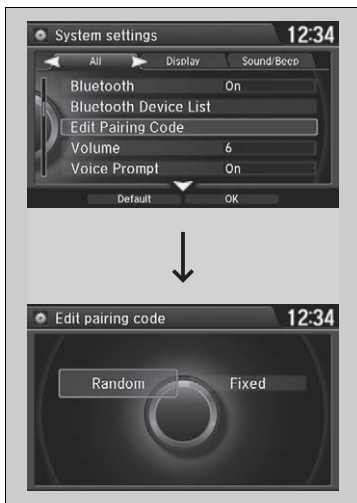 System settings 12:34
All Display Sound/Beep
Bluetooth On
Bluetooth Device List
Edit Pairing Code
Volume 6
Voice Prompt On
Default OK
Edit pairing code 12:34
Random Fixed